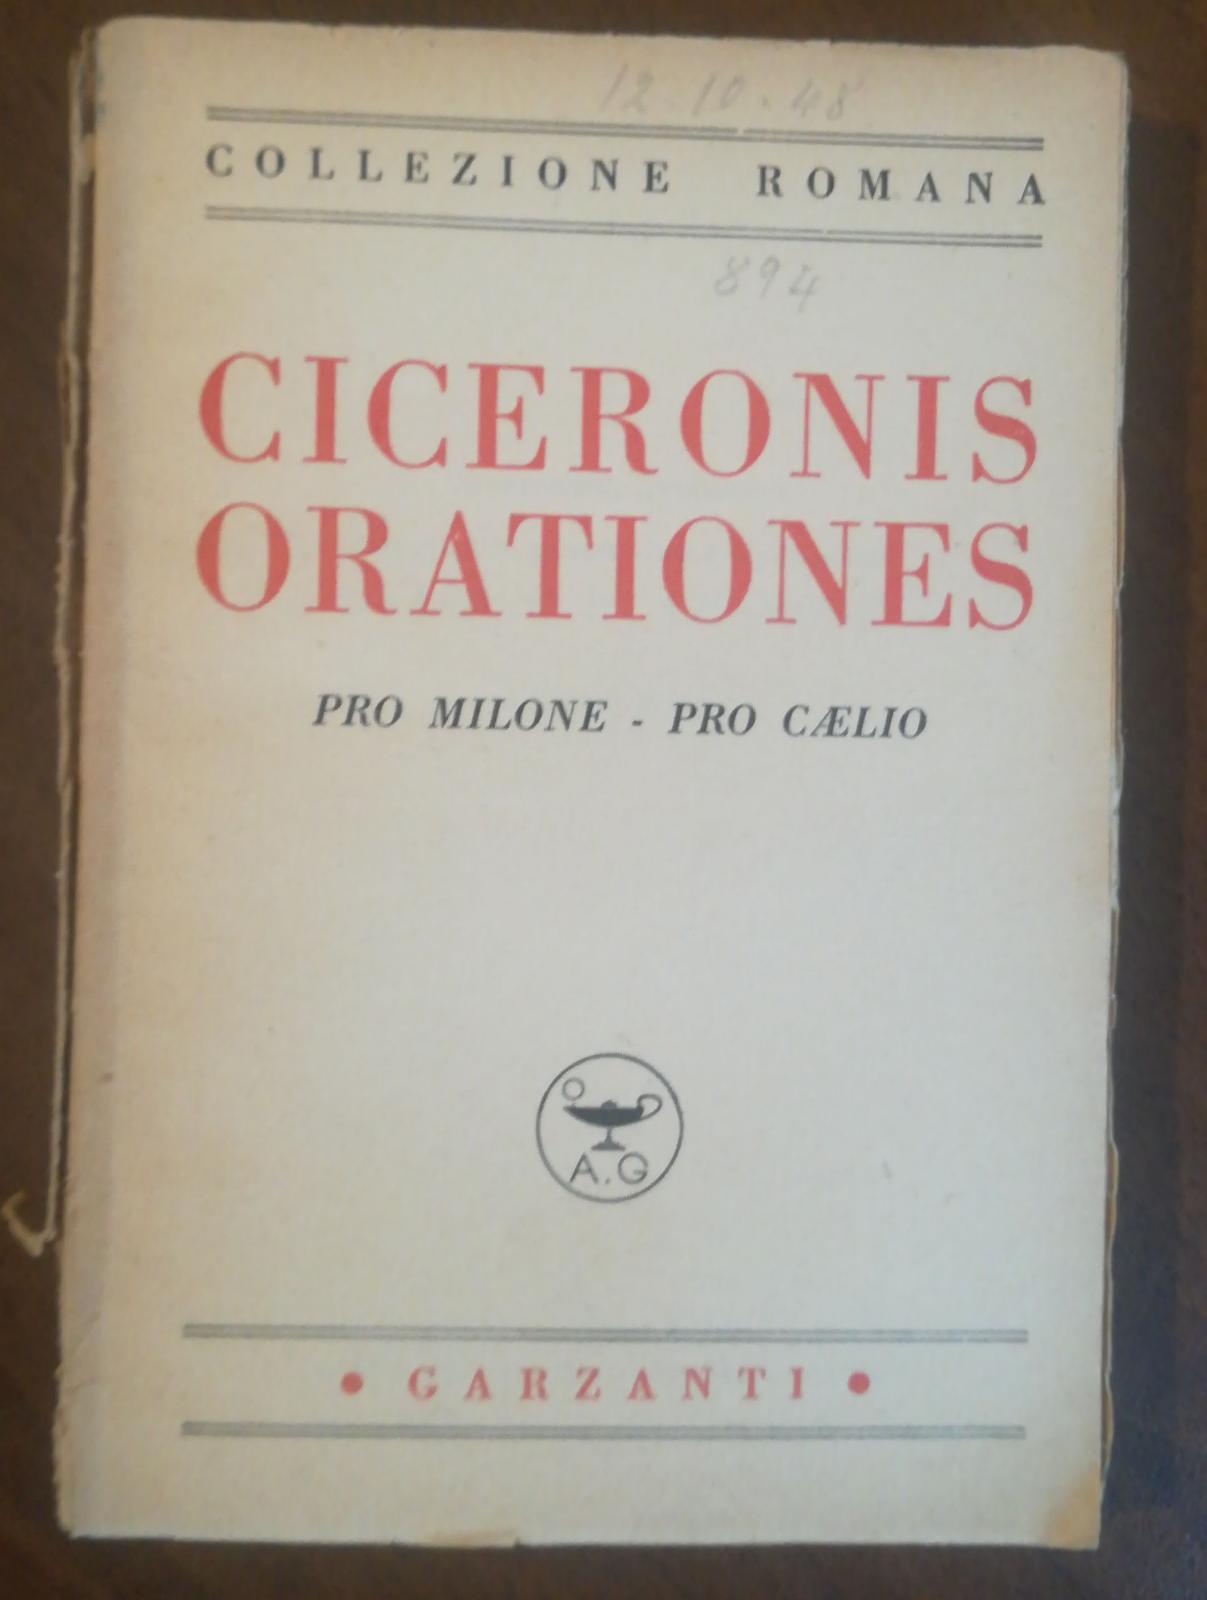 12.10.48
COLLEZIONE ROMANA
894
CICERONIS
ORATIONES
PRO MILONE - PRO CÆLIO
A.G
• GARZANTI •